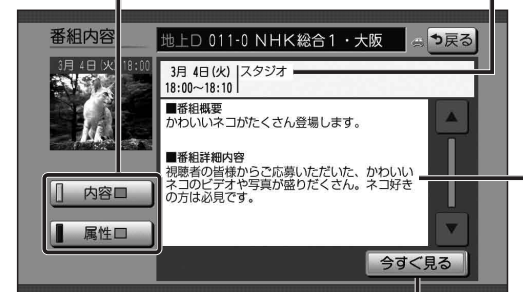 番組内容
地上D 011-0 NHK総合1・大阪
戻る
3月 4日(火) 18:00
3月 4日(火) スタジオ
18:00~18:10
■番組概要
かわいいネコがたくさん登場します。
■番組詳細内容
視聴者の皆様からご応募いただいた、かわいい
ネコのビデオや写真が盛りだくさん。ネコ好き
の方は必見です。
内容
属性
今すぐ見る